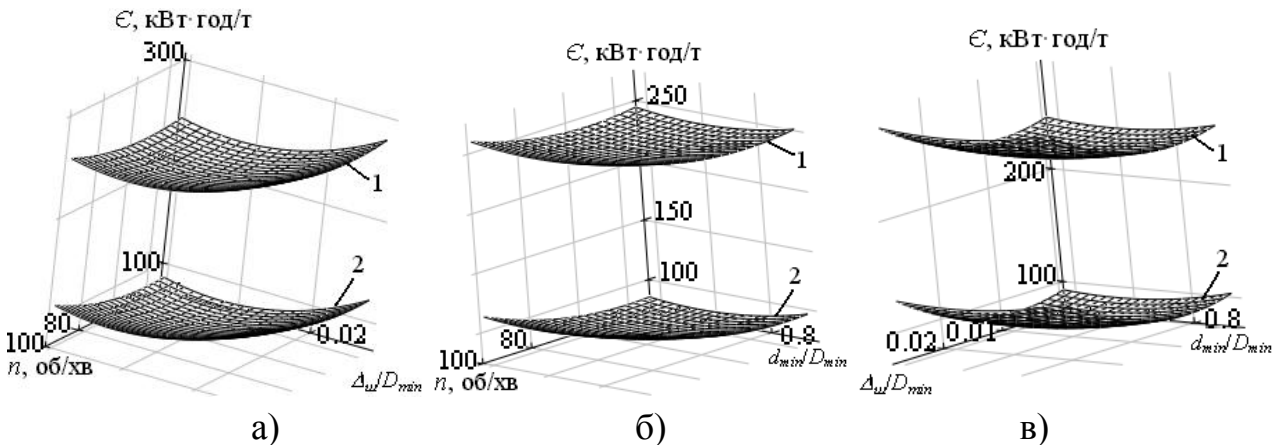 Є, кВт·год/т
300
1
100
2
80
100
0.02
n, об/хв
Δш/Dmin
а)
Є, кВт·год/т
250
1
150
100
2
80
100
0.8
dmin/Dmin
n, об/хв
б)
Є, кВт·год/т
1
200
100
2
0.02
0.01
0.8
dmin/Dmin
Δш/Dmin
в)